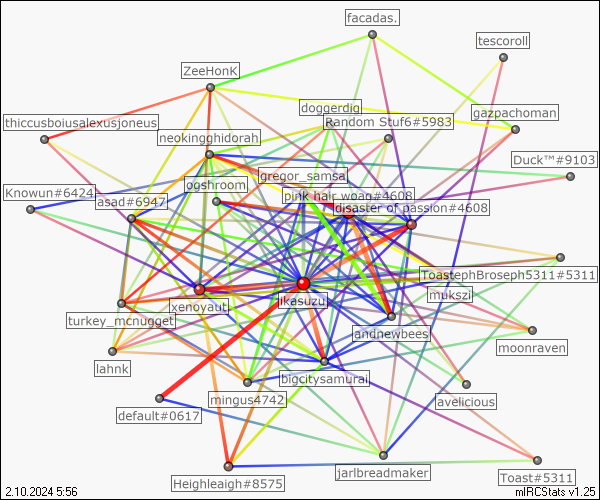 facadas.
tescoroll
ZeeHonK
doggerdig
gazpachoman
thiccusboiusalexusjoneus
Random Stuf6#5983
neokingghidorah
Duck™#9103
gregor_samsa
Knowun#6424
ogshroom
pink hair woag#4608
asad#6947
disaster of passion#4608
ToastephBroseph5311#5311
xenoyaut
ikasuzu
mukszi
turkey_mcnugget
andnewbees
moonraven
lahnk
bigcitysamurai
mingus4742
avelicious
default#0617
jarlbreadmaker
Heighleaigh#8575
Toast#5311
2.10.2024 5:56
mIRCStats v1.25